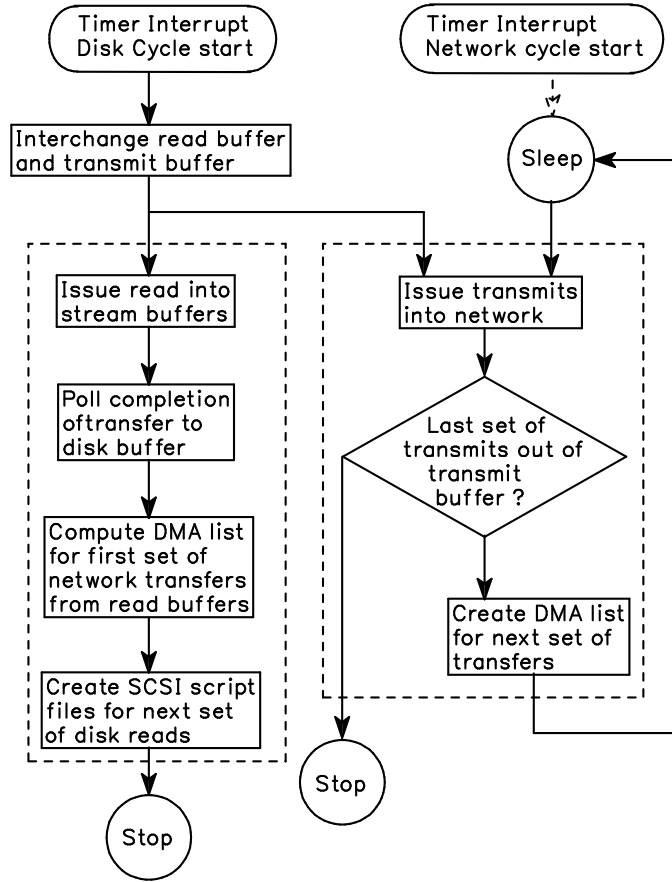 Timer Interrupt
Disk Cycle start
Timer Interrupt
Network cycle start
Interchange read buffer
and transmit buffer
Sleep
Issue read into
stream buffers
Issue transmits
into network
Poll completion
oftransfer to
disk buffer
Last set of
transmits out of
transmit
buffer ?
Compute DMA list
for first set of
network transfers
from read buffers
Create DMA list
for next set of
transfers
Create SCSI script
files for next set
of disk reads
Stop
Stop